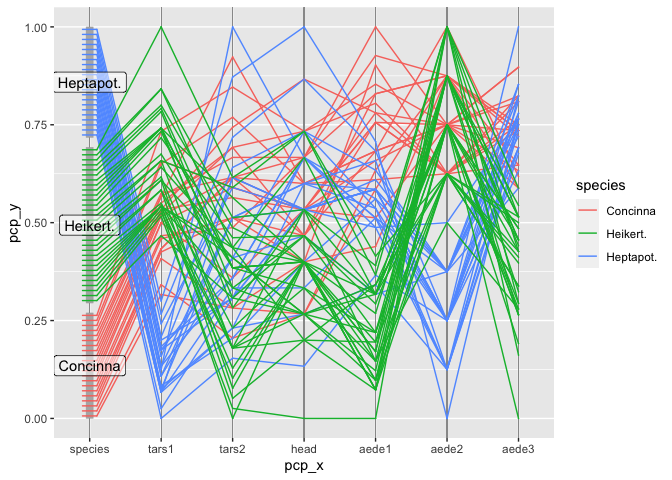 1.00
0.75
0.50
0.25
0.00
pcp_y
Heptapot.
Heikert.
Concinna
species
tars1
tars2
head
aede1
aede2
aede3
pcp_x
species
Concinna
Heikert.
Heptapot.